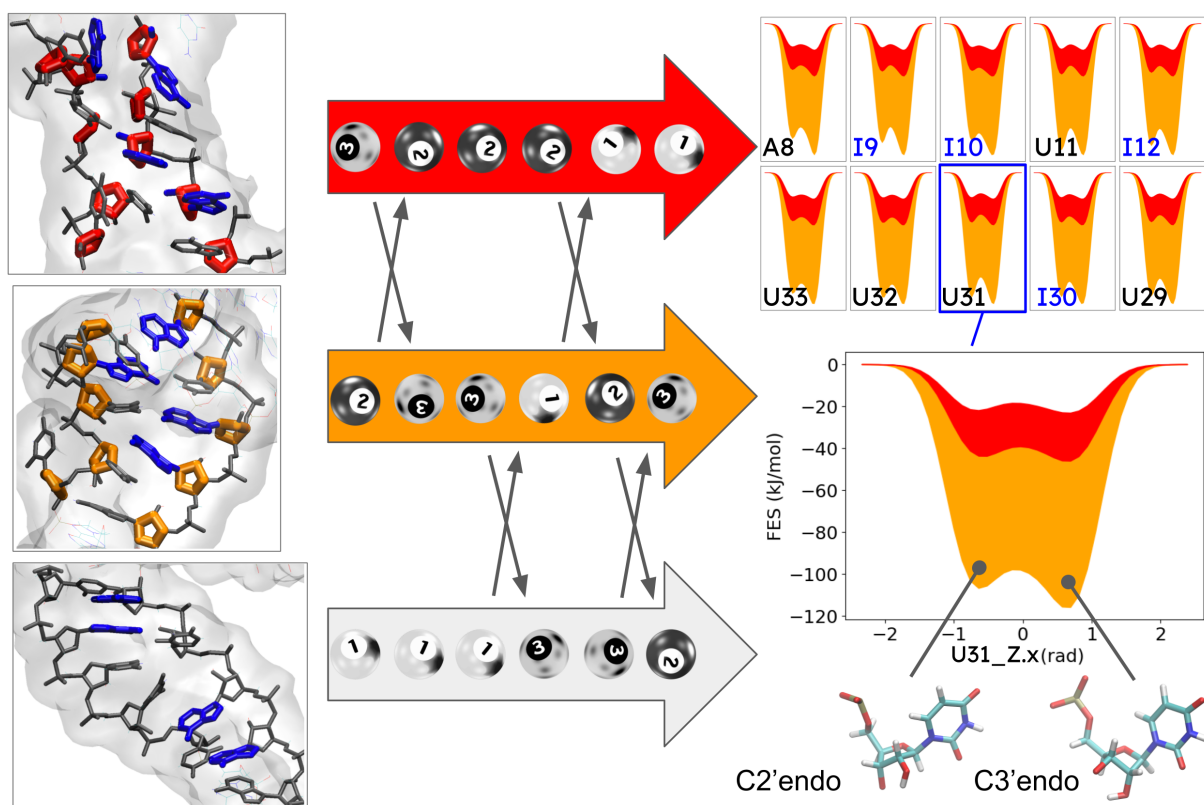 A8 I9 I10 U11 I12
U33 U32 U31 I30 U29
3 2 2 2 1 1
2 3 3 1 2 3
1 1 1 3 3 2
FES (kJ/mol)
0
−20
−40
−60
−80
−100
−120
−2 −1 0 1 2
U31_Z.x(rad)
C2'endo C3'endo